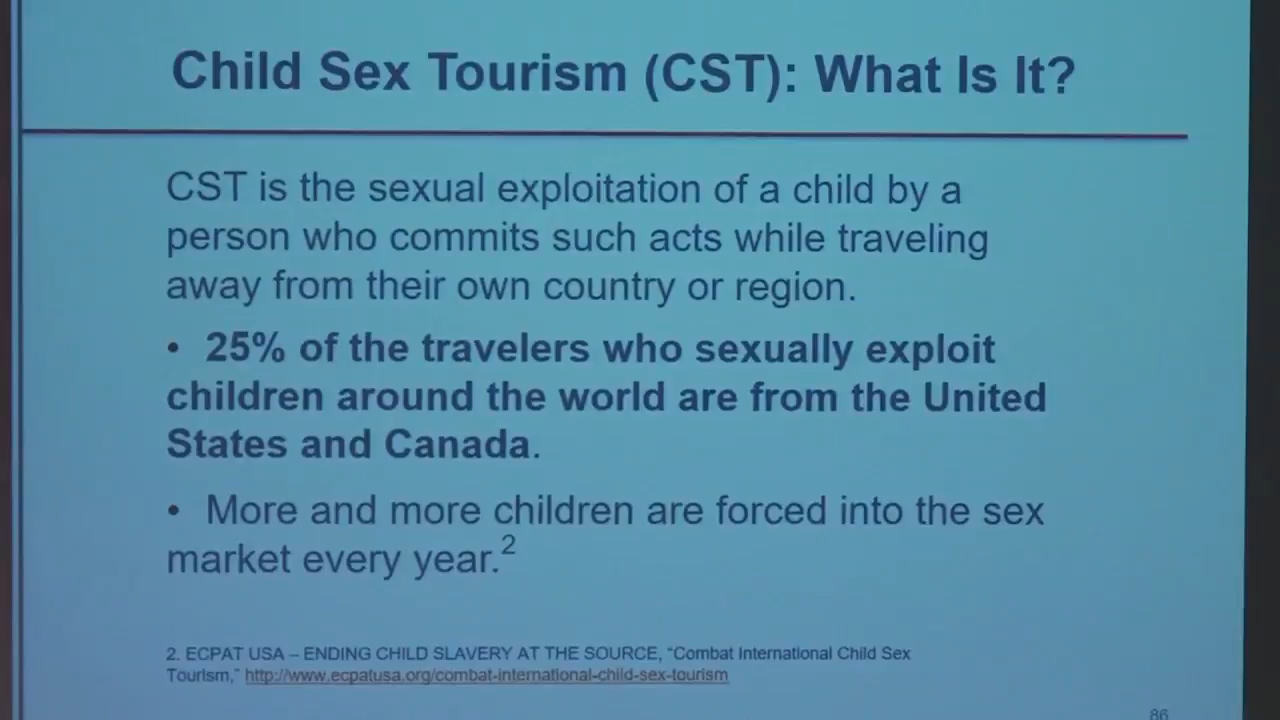 Child Sex Tourism (CST): What Is It?
CST is the sexual exploitation of a child by a
person who commits such acts while traveling
away from their own country or region.
• 25% of the travelers who sexually exploit
children around the world are from the United
States and Canada.
• More and more children are forced into the sex
market every year.2
2. ECPAT USA – ENDING CHILD SLAVERY AT THE SOURCE, “Combat International Child Sex
Tourism,” http://www.ecpatusa.org/combat-international-child-sex-tourism
86